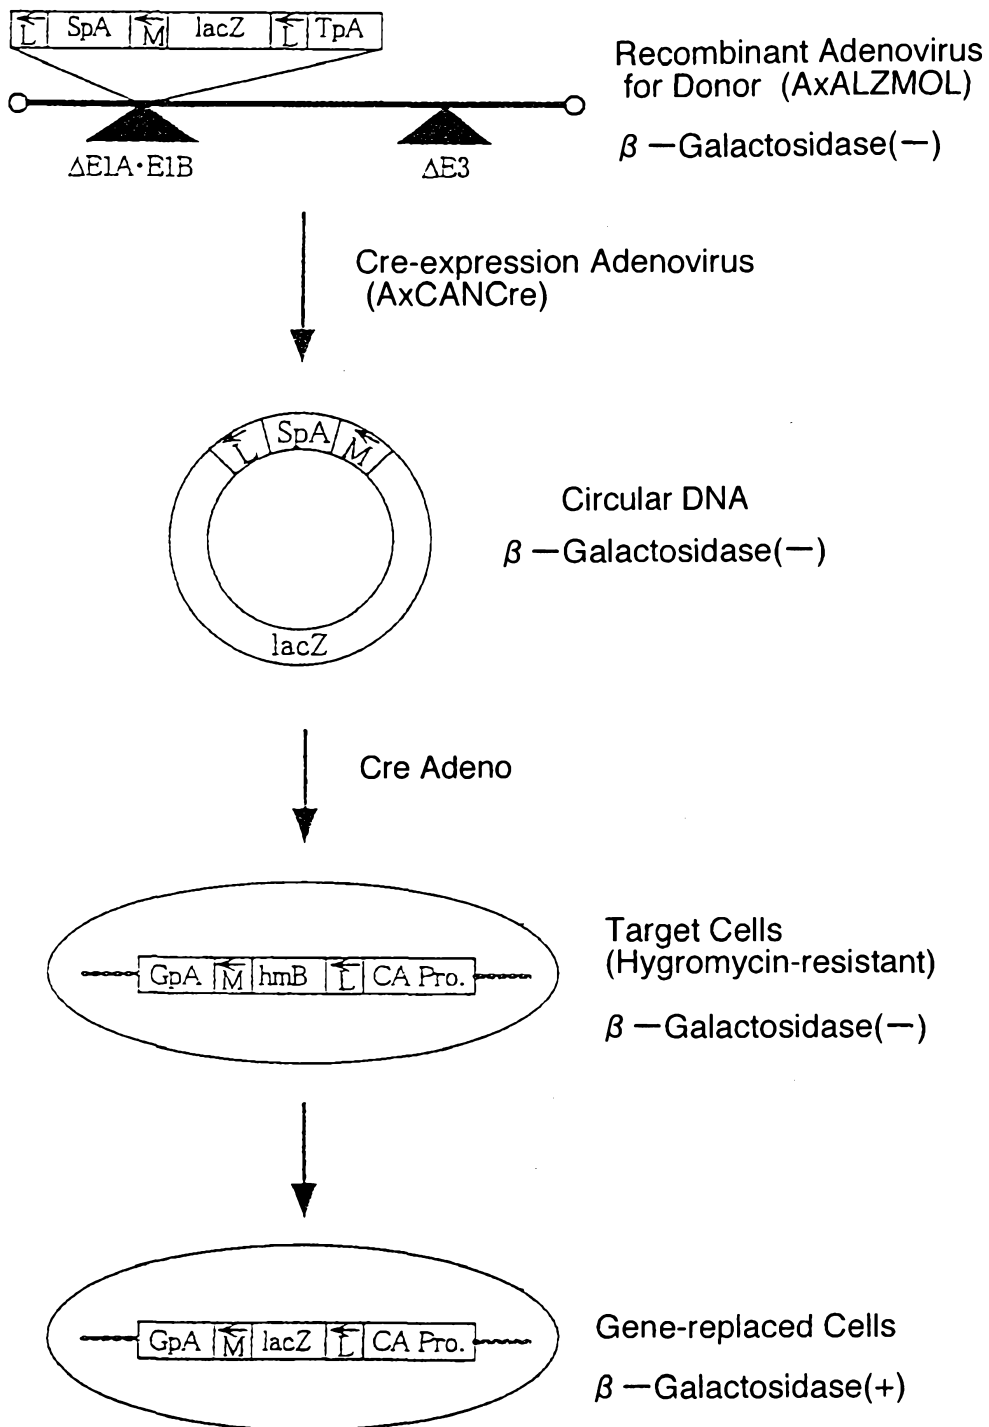 L SpA M lacZ L TpA
Recombinant Adenovirus
for Donor (AxALZMOL)
β —Galactosidase(—)
ΔE1A·E1B
ΔE3
Cre-expression Adenovirus
(AxCANCre)
L SpA M
lacZ
Circular DNA
β —Galactosidase(—)
Cre Adeno
GpA M hmB L CA Pro.
Target Cells
(Hygromycin-resistant)
β —Galactosidase(—)
GpA M lacZ L CA Pro.
Gene-replaced Cells
β —Galactosidase(+)